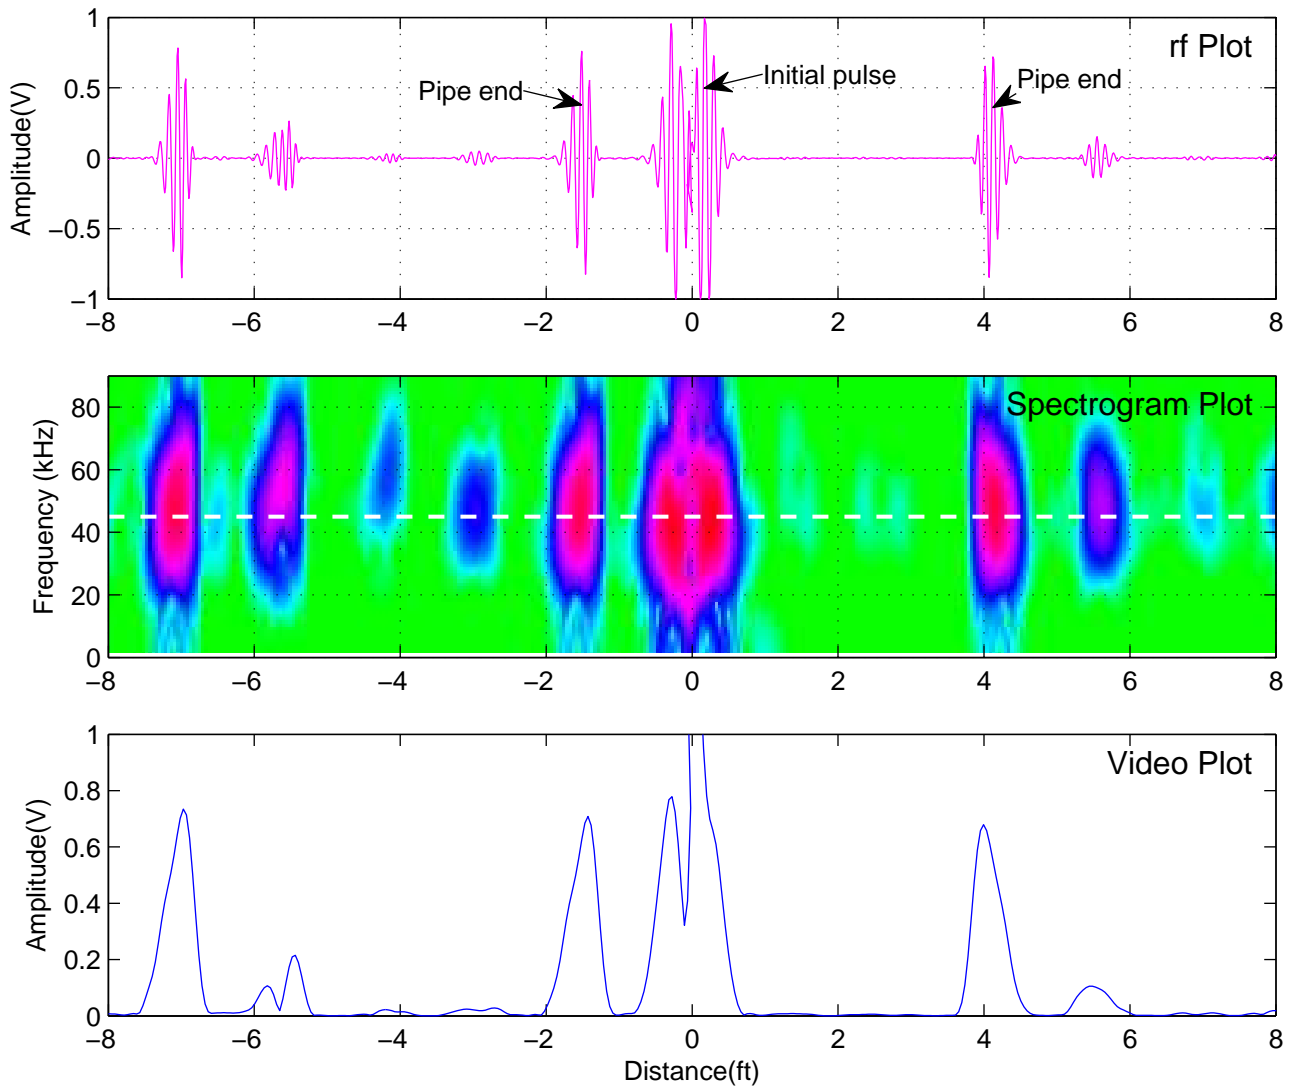 1
rf Plot
Initial pulse
Pipe end
Pipe end
0.5
0
−0.5
−1
Amplitude(V)
−8 −6 −4 −2 0 2 4 6 8
Spectrogram Plot
80
60
40
20
0
Frequency (kHz)
−8 −6 −4 −2 0 2 4 6 8
1
Video Plot
0.8
0.6
0.4
0.2
0
Amplitude(V)
−8 −6 −4 −2 0 2 4 6 8
Distance(ft)